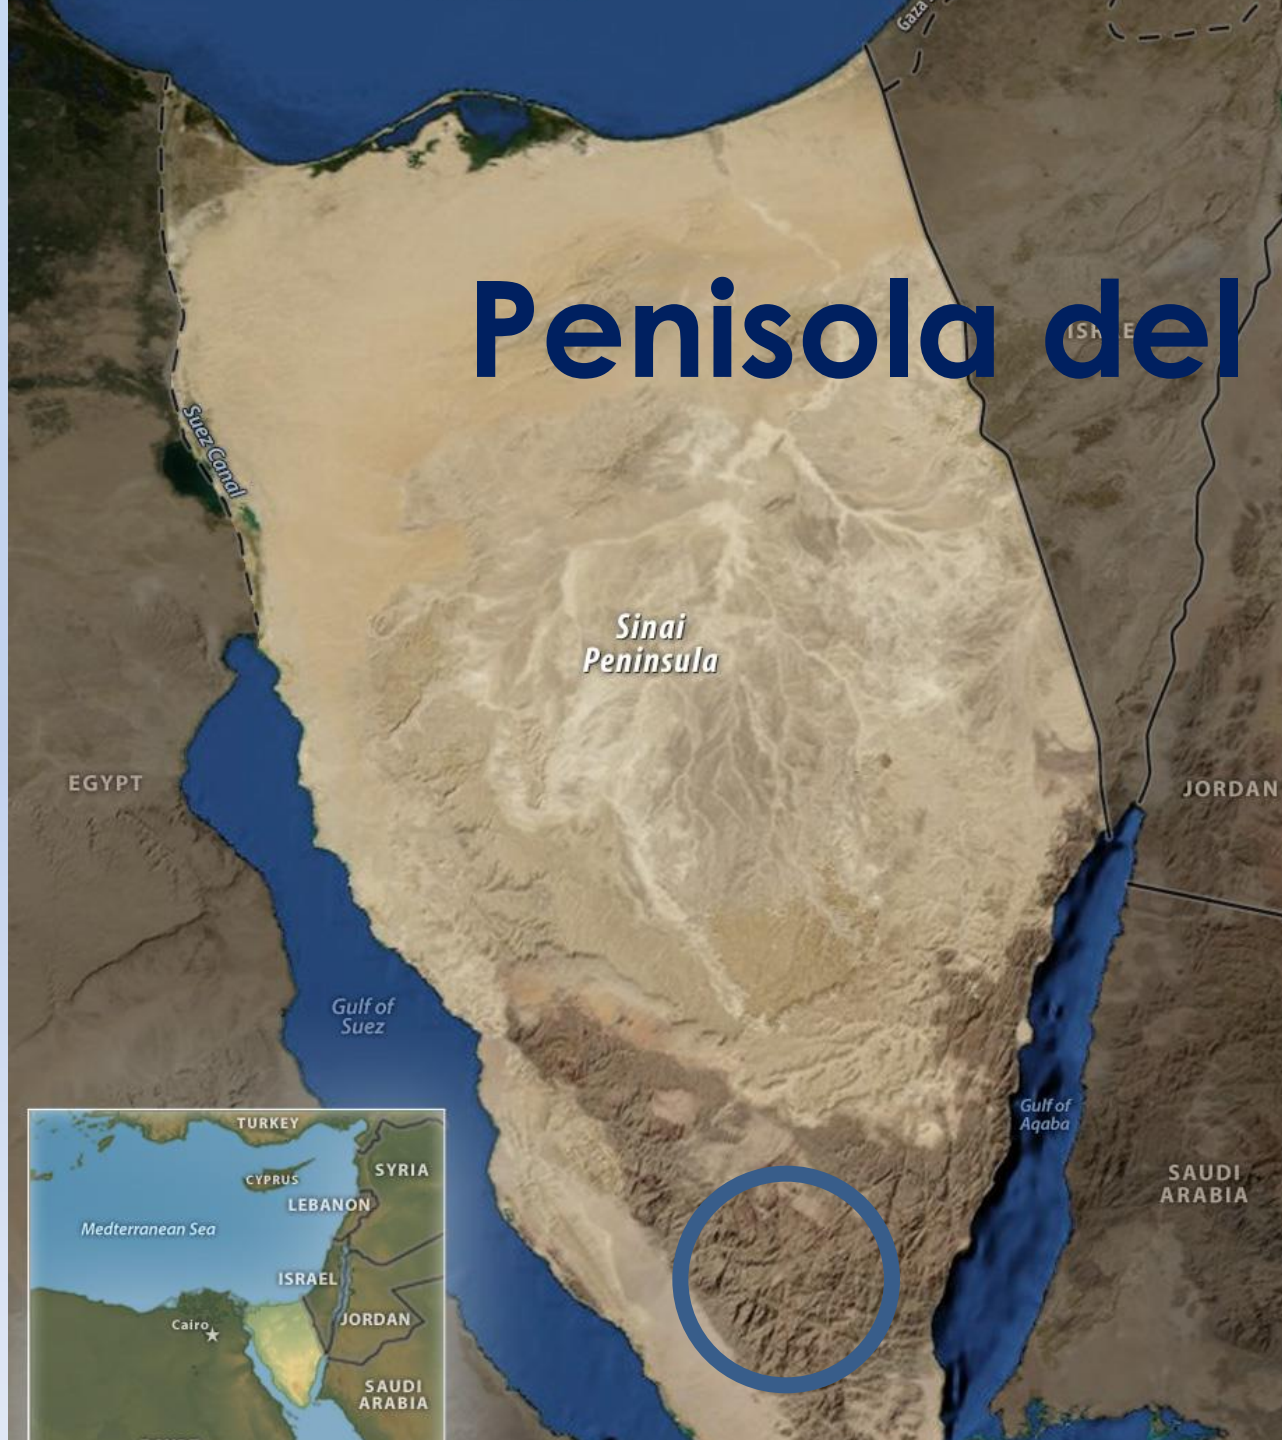 Gaza
Penisola del
ISRAE
Suez Canal
Sinai
Peninsula
EGYPT
JORDAN
Gulf of
Suez
Gulf of
Aqaba
SAUDI
ARABIA
TURKEY
SYRIA
CYPRUS
LEBANON
Mediterranean Sea
ISRAEL
JORDAN
Cairo
SAUDI
ARABIA